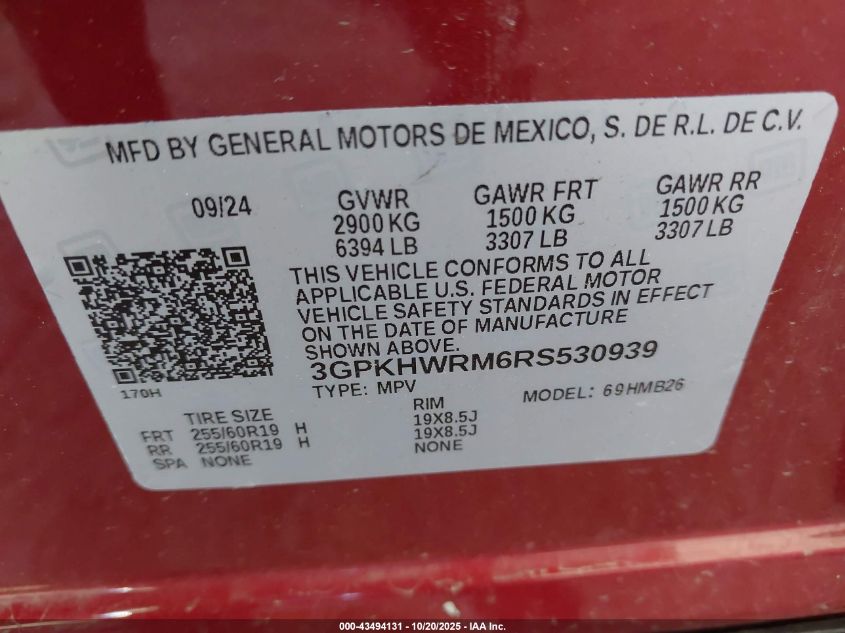 MFD BY GENERAL MOTORS DE MEXICO, S. DE R.L. DE C.V.
09/24 GVWR GAWR FRT GAWR RR
2900 KG 1500 KG 1500 KG
6394 LB 3307 LB 3307 LB
THIS VEHICLE CONFORMS TO ALL
APPLICABLE U.S. FEDERAL MOTOR
VEHICLE SAFETY STANDARDS IN EFFECT
ON THE DATE OF MANUFACTURE
SHOWN ABOVE.
3GPKHWRM6RS530939
170H
TYPE: MPV MODEL: 69HMB26
TIRE SIZE RIM
FRT 255/60R19 H 19X8.5J
RR 255/60R19 H 19X8.5J
SPA NONE NONE
000-43494131 - 10/20/2025 - IAA Inc.